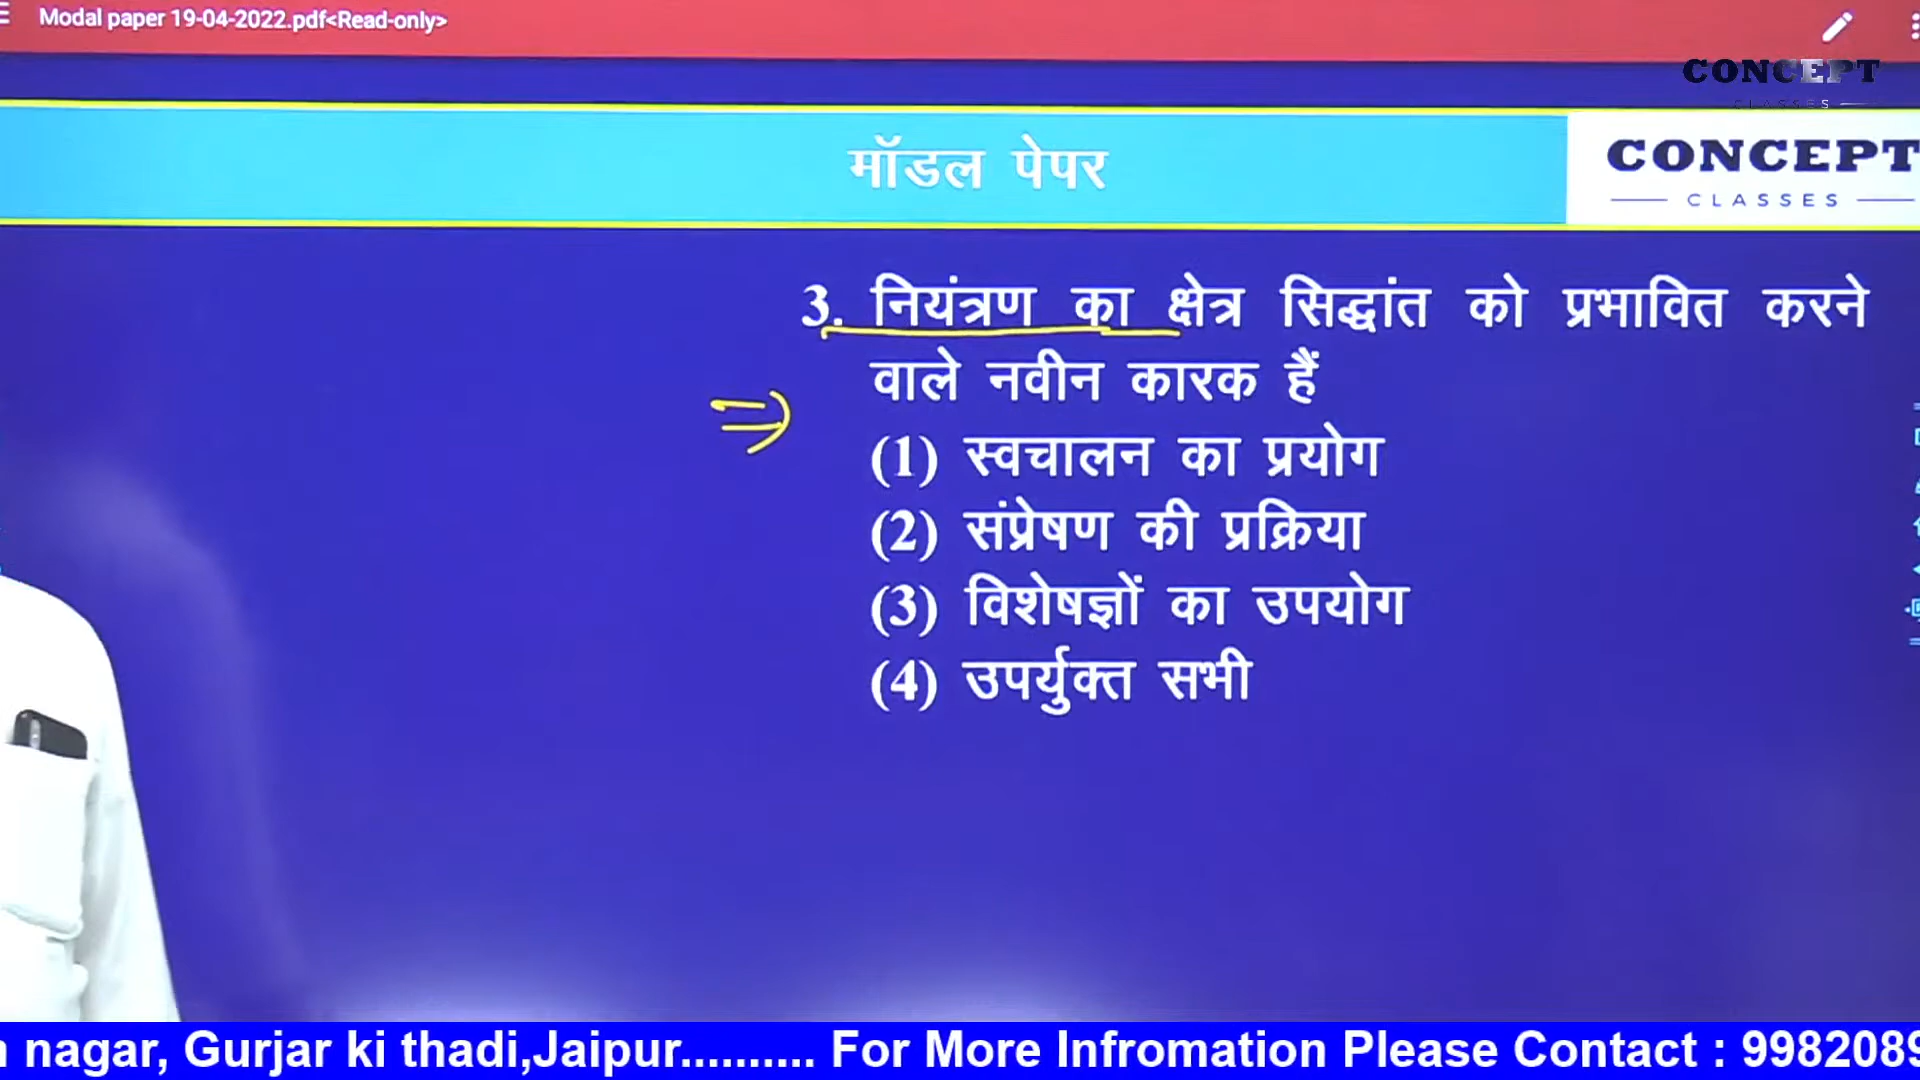 Modal paper 19-04-2022.pdf<Read-only>
CONCEPT
CLASSES
मॉडल पेपर
CONCEPT
CLASSES
3. नियंत्रण का क्षेत्र सिद्धांत को प्रभावित करने
वाले नवीन कारक हैं
(1) स्वचालन का प्रयोग
(2) संप्रेषण की प्रक्रिया
(3) विशेषज्ञों का उपयोग
(4) उपर्युक्त सभी
nagar, Gurjar ki thadi,Jaipur.......... For More Infromation Please Contact : 9982089